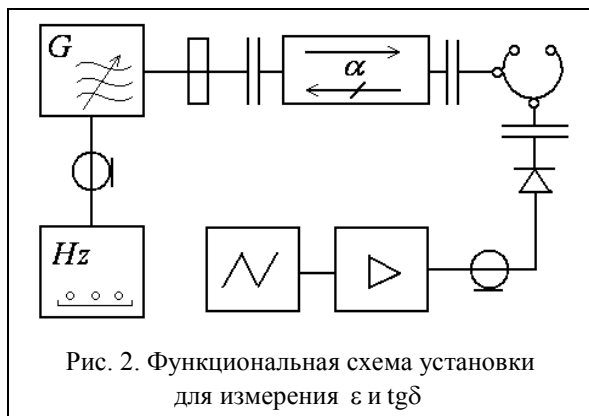 G
α
Hz
Рис. 2. Функциональная схема установки
для измерения ε и tgδ